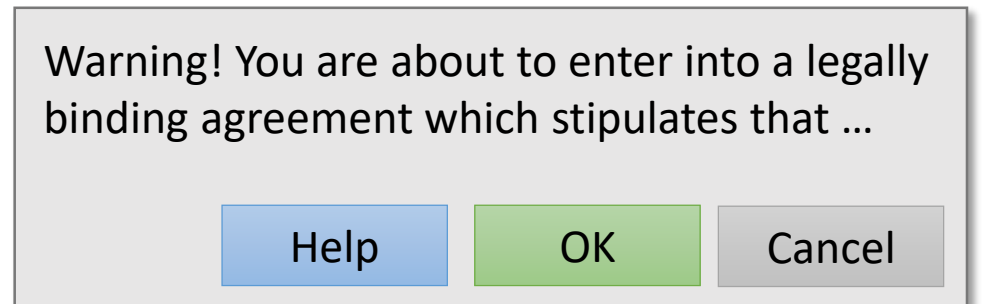 Warning! You are about to enter into a legally
binding agreement which stipulates that …
Help OK Cancel